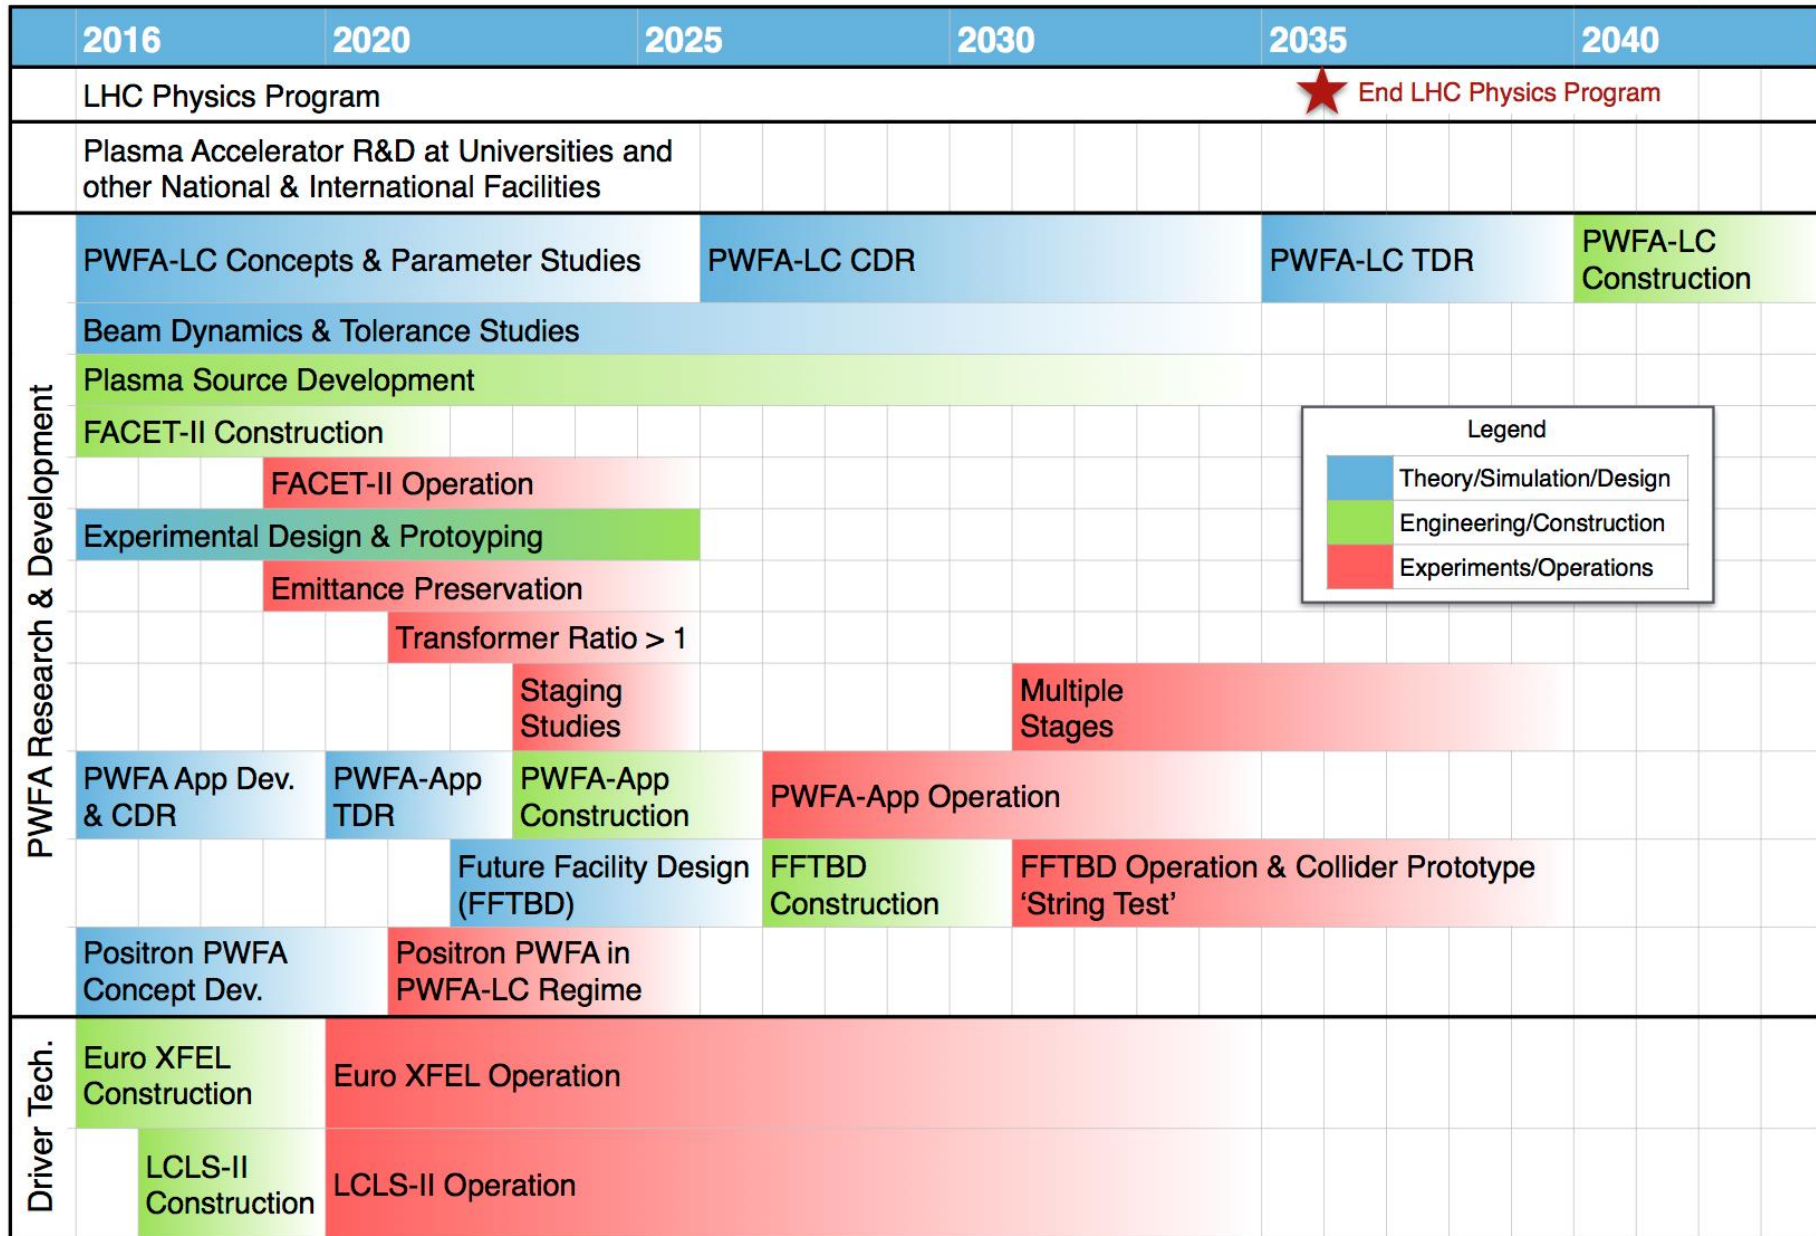 2016 2020 2025 2030 2035 2040
LHC Physics Program
End LHC Physics Program
Plasma Accelerator R&D at Universities and
other National & International Facilities
PWFA Research & Development
PWFA-LC Concepts & Parameter Studies
PWFA-LC CDR
PWFA-LC TDR
PWFA-LC
Construction
Beam Dynamics & Tolerance Studies
Plasma Source Development
FACET-II Construction
FACET-II Operation
Experimental Design & Protoyping
Emittance Preservation
Transformer Ratio > 1
Staging
Studies
Multiple
Stages
PWFA App Dev.
& CDR
PWFA-App
TDR
PWFA-App
Construction
PWFA-App Operation
Future Facility Design
(FFTBD)
FFTBD
Construction
FFTBD Operation & Collider Prototype
‘String Test’
Positron PWFA
Concept Dev.
Positron PWFA in
PWFA-LC Regime
Legend
Theory/Simulation/Design
Engineering/Construction
Experiments/Operations
Driver Tech.
Euro XFEL
Construction
Euro XFEL Operation
LCLS-II
Construction
LCLS-II Operation